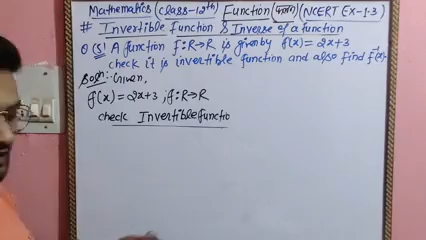 Mathematics (Class-12th) Function (फलन) (NCERT EX-1.3)
# Invertible Function & Inverse of a function
Q (5) A function f:R→R is given by f(x) = 2x+3
check it is invertible function and also find f⁻¹(x).
Soln:- Given,
f(x) = 2x+3 ; f:R→R
check Invertible functio